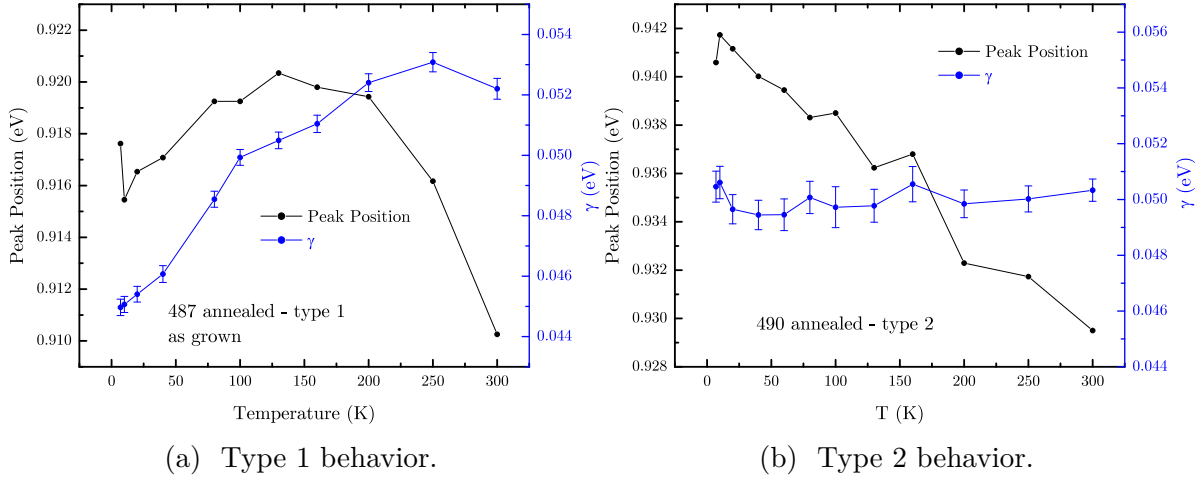 0.922
0.920
0.918
0.916
0.914
0.912
0.910
Peak Position (eV)
0.054
0.052
0.050
0.048
0.046
0.044
γ (eV)
Peak Position
γ
487 annealed - type 1
as grown
0 50 100 150 200 250 300
Temperature (K)
(a) Type 1 behavior.
0.942
0.940
0.938
0.936
0.934
0.932
0.930
0.928
Peak Position (eV)
0.056
0.054
0.052
0.050
0.049
0.046
0.045
0.044
γ (eV)
Peak Position
γ
490 annealed - type 2
0 50 100 150 200 250 300
T (K)
(b) Type 2 behavior.